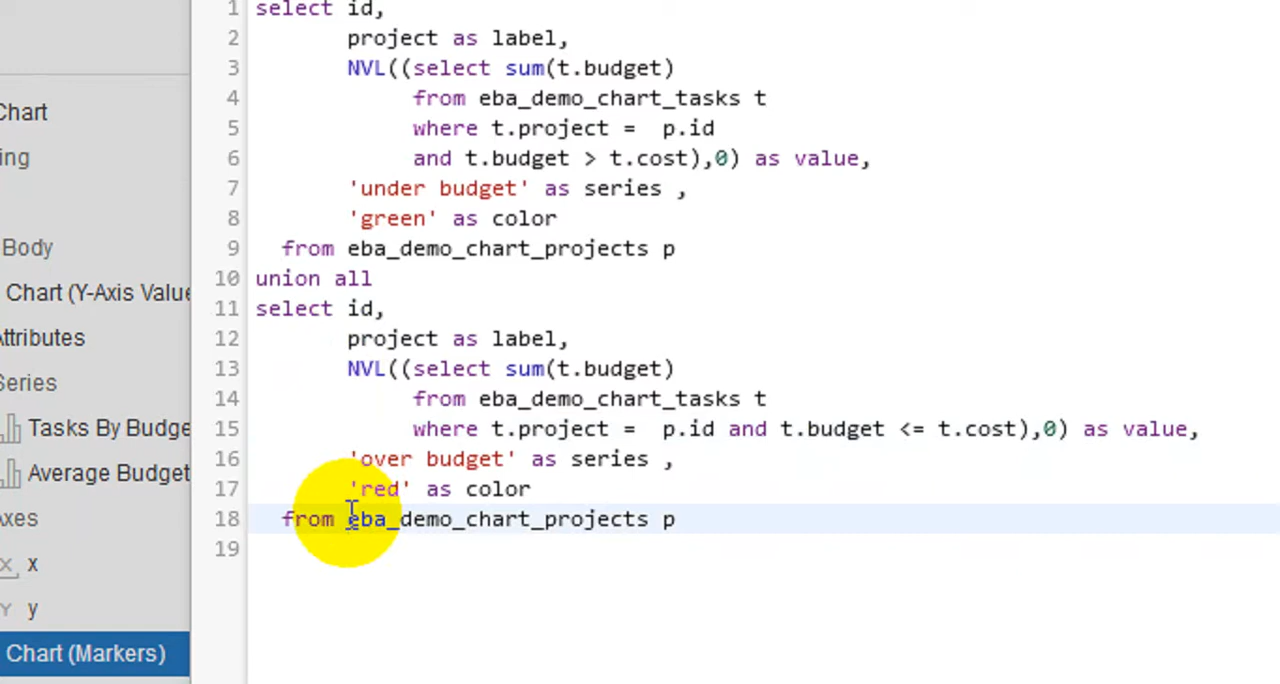 1 select id,
2 project as label,
3 NVL((select sum(t.budget)
4 from eba_demo_chart_tasks t
5 where t.project =  p.id
6 and t.budget > t.cost),0) as value,
7 'under budget' as series ,
8 'green' as color
9 from eba_demo_chart_projects p
10 union all
11 select id,
12 project as label,
13 NVL((select sum(t.budget)
14 from eba_demo_chart_tasks t
15 where t.project =  p.id and t.budget <= t.cost),0) as value,
16 'over budget' as series ,
17 'red' as color
18 from eba_demo_chart_projects p
19
Chart
Body
Chart (Y-Axis Value
Tasks By Budge
Average Budget
x
y
Chart (Markers)